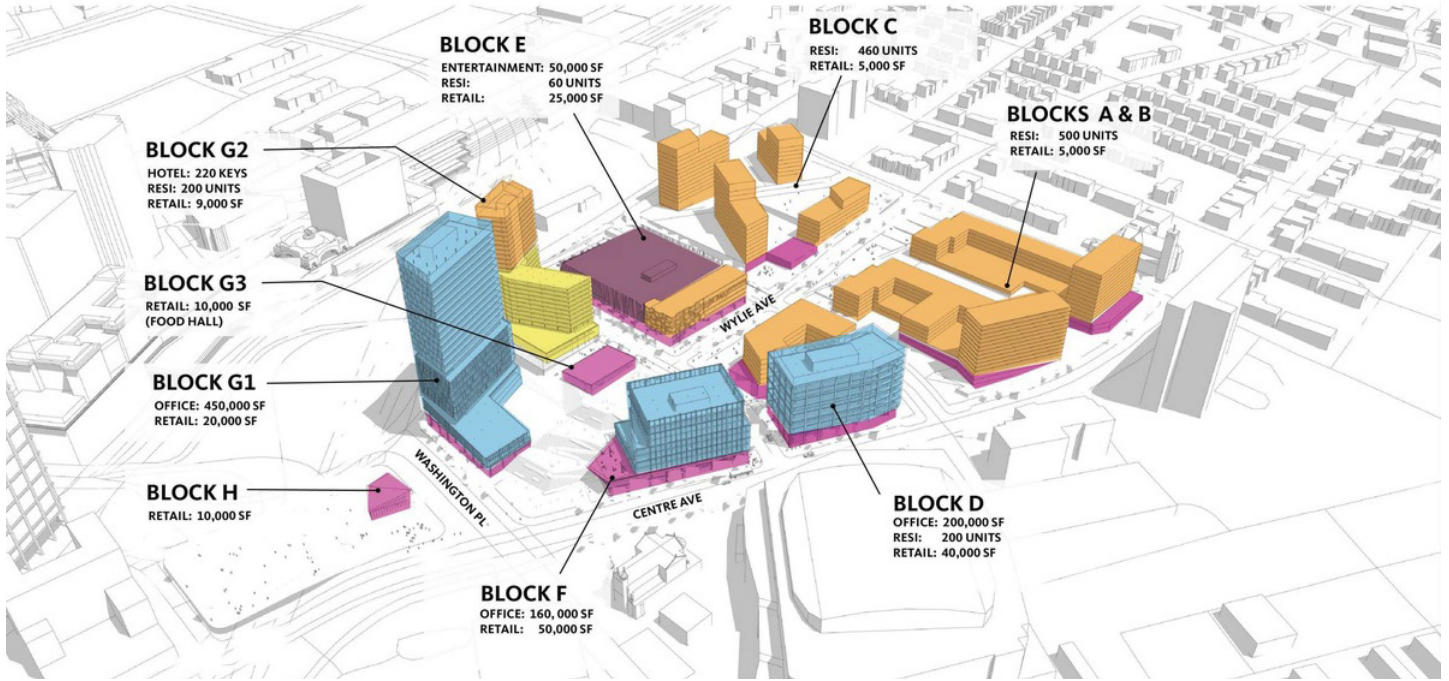 BLOCK C
RESI: 460 UNITS
RETAIL: 5,000 SF
BLOCK E
ENTERTAINMENT: 50,000 SF
RESI: 60 UNITS
RETAIL: 25,000 SF
BLOCKS A & B
RESI: 500 UNITS
RETAIL: 5,000 SF
BLOCK G2
HOTEL: 220 KEYS
RESI: 200 UNITS
RETAIL: 9,000 SF
BLOCK G3
RETAIL: 10,000 SF
(FOOD HALL)
WYLIE AVE
BLOCK G1
OFFICE: 450,000 SF
RETAIL: 20,000 SF
BLOCK H
RETAIL: 10,000 SF
WASHINGTON PL
CENTRE AVE
BLOCK D
OFFICE: 200,000 SF
RESI: 200 UNITS
RETAIL: 40,000 SF
BLOCK F
OFFICE: 160,000 SF
RETAIL: 50,000 SF